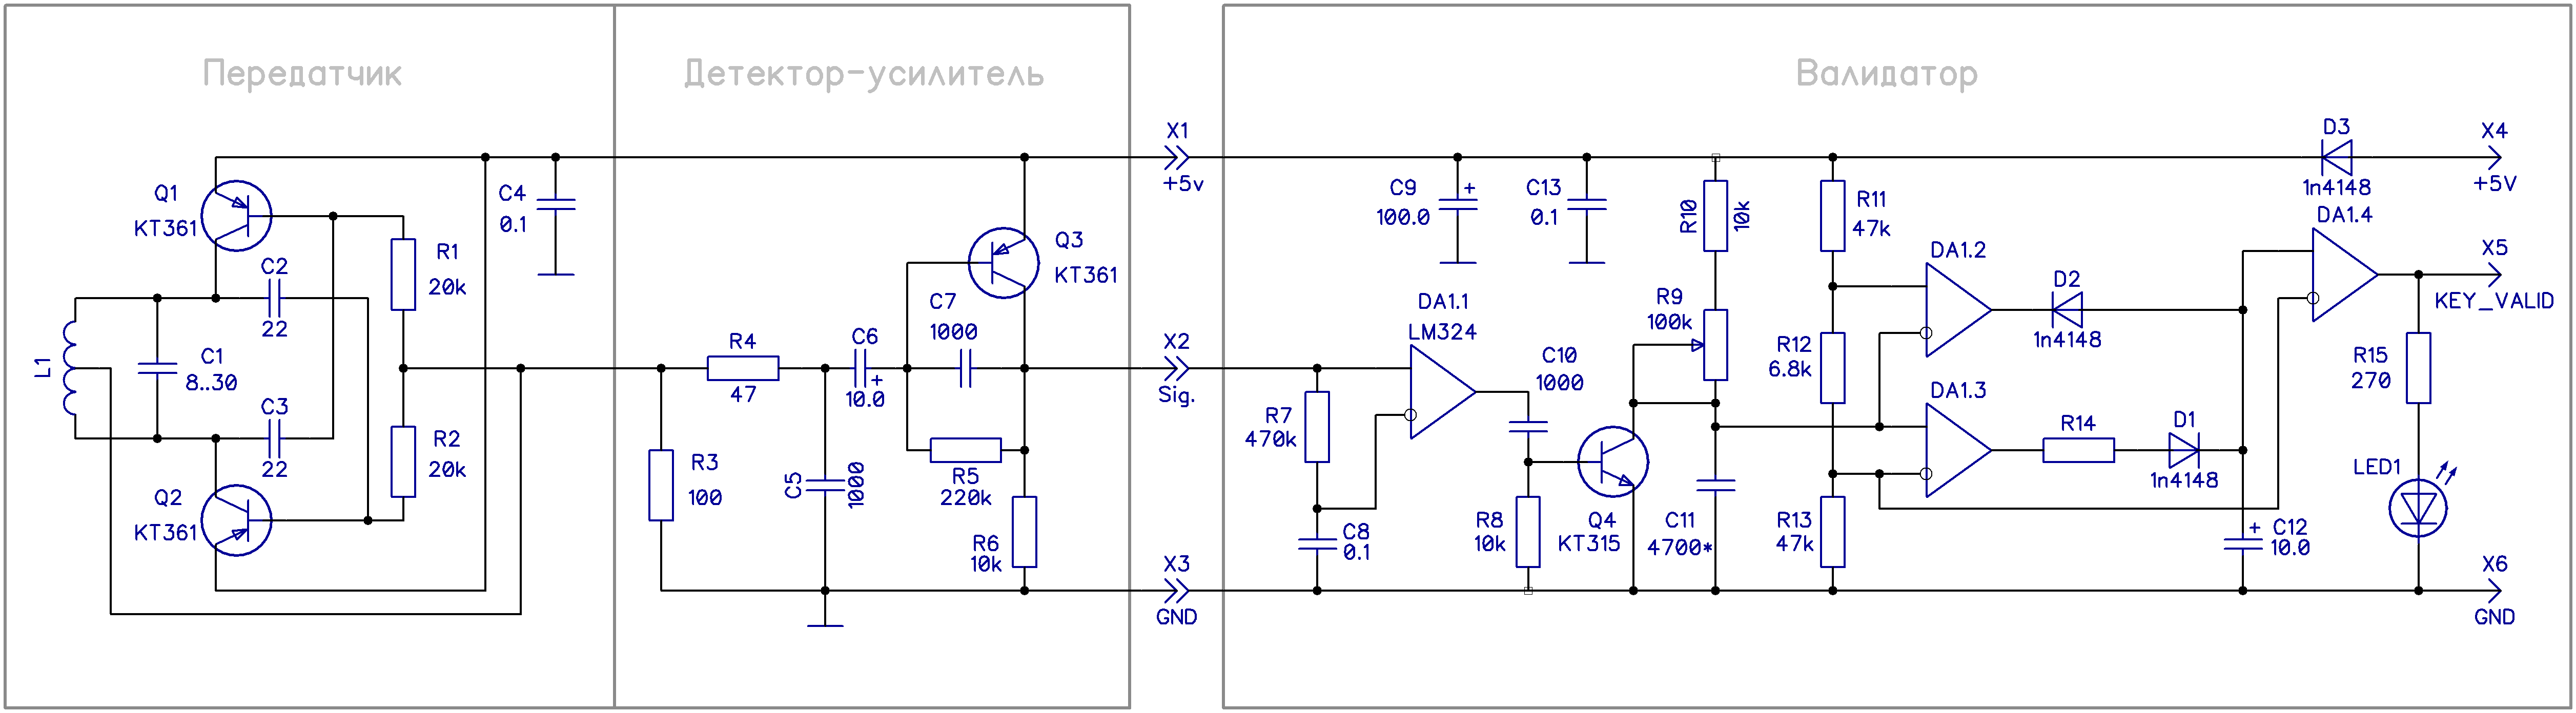 Передатчик
Детектор-усилитель
Валидатор
Q1
КТ361
C4
0.1
X1
+5v
C9
+
100.0
C13
0.1
R10
10k
R11
47k
D3
1n4148
X4
+5V
R1
20k
C2
22
Q3
КТ361
C7
1000
DA1.1
LM324
R9
100k
DA1.2
D2
1n4148
DA1.4
X5
KEY_VALID
L1
C1
8..30
R4
47
C6
+
10.0
X2
Sig.
C10
1000
R12
6.8k
R15
270
C3
22
R2
20k
R3
100
C5
1000
R5
220k
R7
470k
DA1.3
R14
D1
1n4148
LED1
Q2
КТ361
R6
10k
C8
0.1
R8
10k
Q4
КТ315
C11
4700*
R13
47k
+
C12
10.0
X3
GND
X6
GND